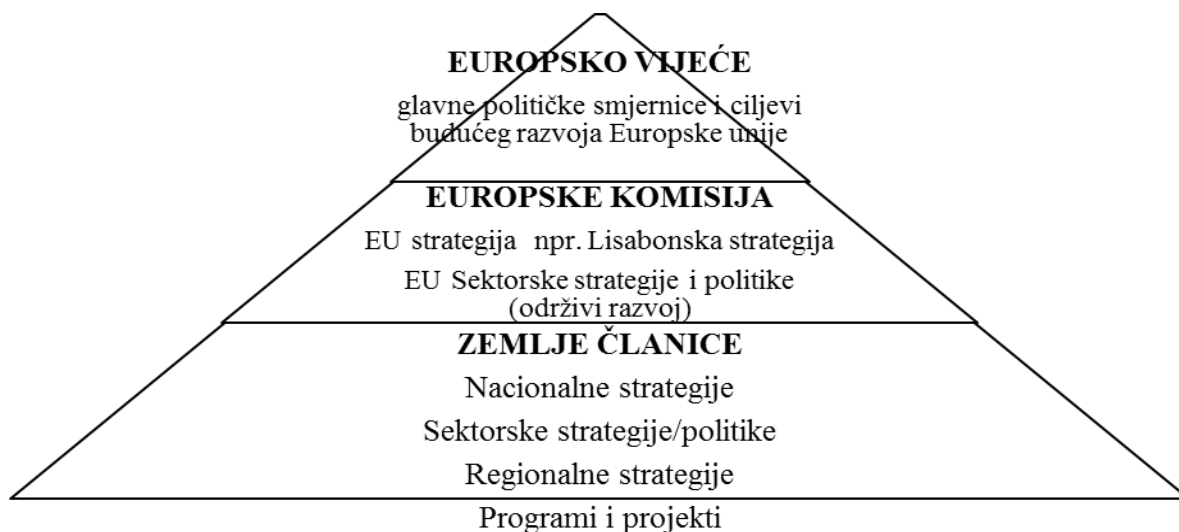 EUROPSKO VIJEĆE
glavne političke smjernice i ciljevi
budućeg razvoja Europske unije
EUROPSKE KOMISIJA
EU strategija npr. Lisabonska strategija
EU Sektorske strategije i politike
(održivi razvoj)
ZEMLJE ČLANICE
Nacionalne strategije
Sektorske strategije/politike
Regionalne strategije
Programi i projekti